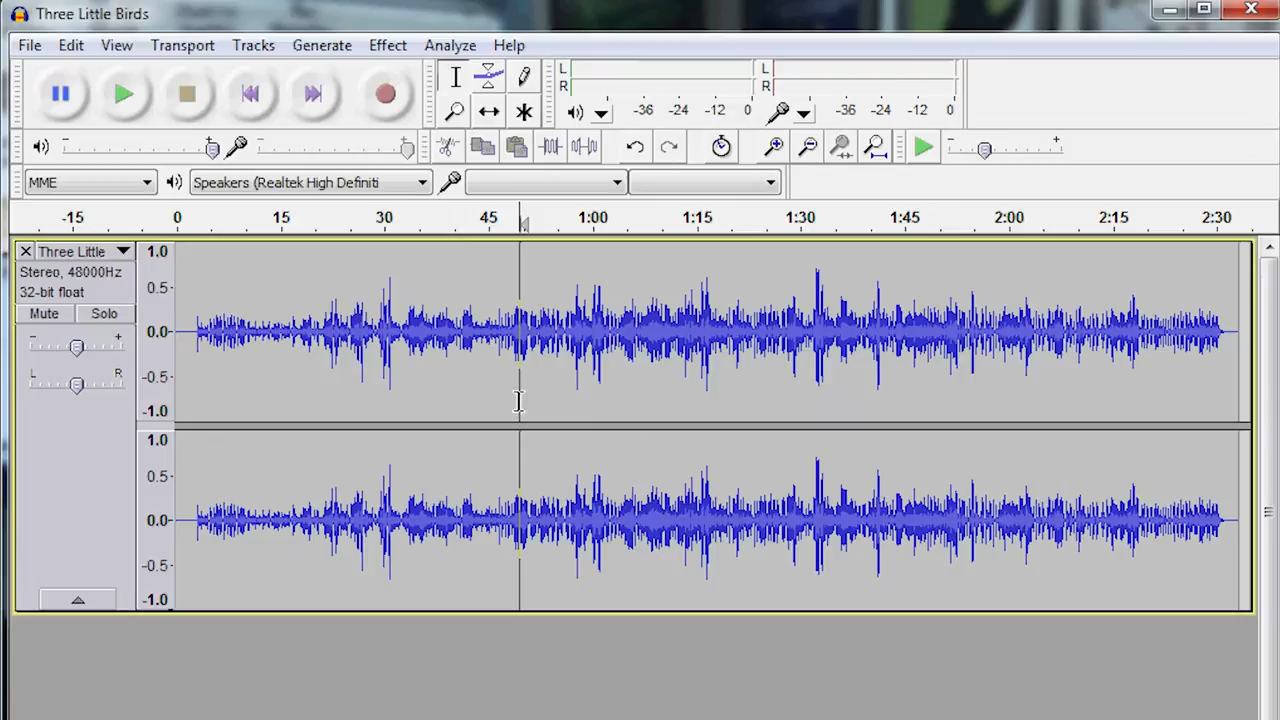 Three Little Birds
File Edit View Transport Tracks Generate Effect Analyze Help
L
R
-36 -24 -12 0
L
R
-36 -24 -12 0
MME
Speakers (Realtek High Definiti
-15 0 15 30 45 1:00 1:15 1:30 1:45 2:00 2:15 2:30
Three Little
Stereo, 48000Hz
32-bit float
Mute Solo
- +
L R
1.0
0.5
0.0
-0.5
-1.0
1.0
0.5
0.0
-0.5
-1.0